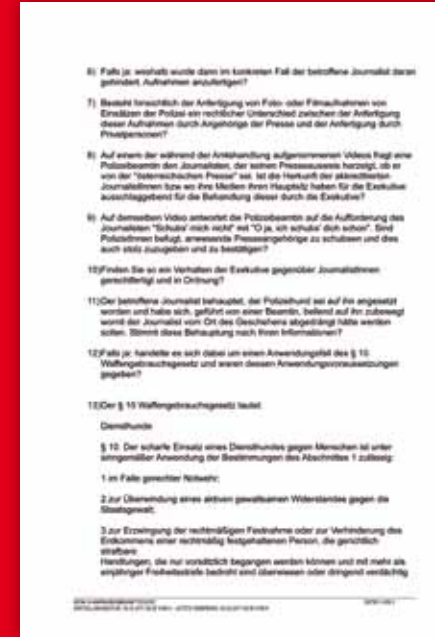 6) Falls ja: weshalb wurde dann im konkreten Fall der betroffene Journalist daran
gehindert, Aufnahmen anzufertigen?
7) Besteht hinsichtlich der Anfertigung von Foto- oder Filmaufnahmen von
Einsätzen der Polizei ein rechtlicher Unterschied zwischen der Anfertigung
dieser Aufnahmen durch Angehörige der Presse und der Anfertigung durch
Privatpersonen?
8) Auf einem der während der Amtshandlung aufgenommenen Videos fragt eine
Polizeibeamtin den Journalisten, der seinen Presseausweis herzeigt, ob er
von der "österreichischen Presse" sei. Ist die Herkunft der akkreditierten
JournalistInnen bzw wo ihre Medien ihren Hauptsitz haben für die Exekutive
ausschlaggebend für die Behandlung dieser durch die Exekutive?
9) Auf demselben Video antwortet die Polizeibeamtin auf die Aufforderung des
Journalisten "Schubs' mich nicht" mit "O ja, ich schubs' dich schon". Sind
PolizistInnen befugt, anwesende Presseangehörige zu schubsen und dies
auch stolz zuzugeben und zu bestätigen?
10)Finden Sie so ein Verhalten der Exekutive gegenüber JournalistInnen
gerechtfertigt und in Ordnung?
11)Der betroffene Journalist behauptet, der Polizeihund sei auf ihn angesetzt
worden und habe sich, geführt von einer Beamtin, bellend auf ihn zubewegt
womit der Journalist vom Ort des Geschehens abgedrängt hätte werden
sollen. Stimmt diese Behauptung nach Ihren Informationen?
12)Falls ja: handelte es sich dabei um einen Anwendungsfall des § 10
Waffengebrauchsgesetz und waren dessen Anwendungsvoraussetzungen
gegeben?
13)Der § 10 Waffengebrauchsgesetz lautet:
Diensthunde
§ 10. Der scharfe Einsatz eines Diensthundes gegen Menschen ist unter
sinngemäßer Anwendung der Bestimmungen des Abschnittes 1 zulässig:
1.im Falle gerechter Notwehr;
2.zur Überwindung eines aktiven gewaltsamen Widerstandes gegen die
Staatsgewalt;
3.zur Erzwingung der rechtmäßigen Festnahme oder zur Verhinderung des
Entkommens einer rechtmäßig festgehaltenen Person, die gerichtlich
strafbare
Handlungen, die nur vorsätzlich begangen werden können und mit mehr als
einjähriger Freiheitsstrafe bedroht sind überwiesen oder dringend verdächtig